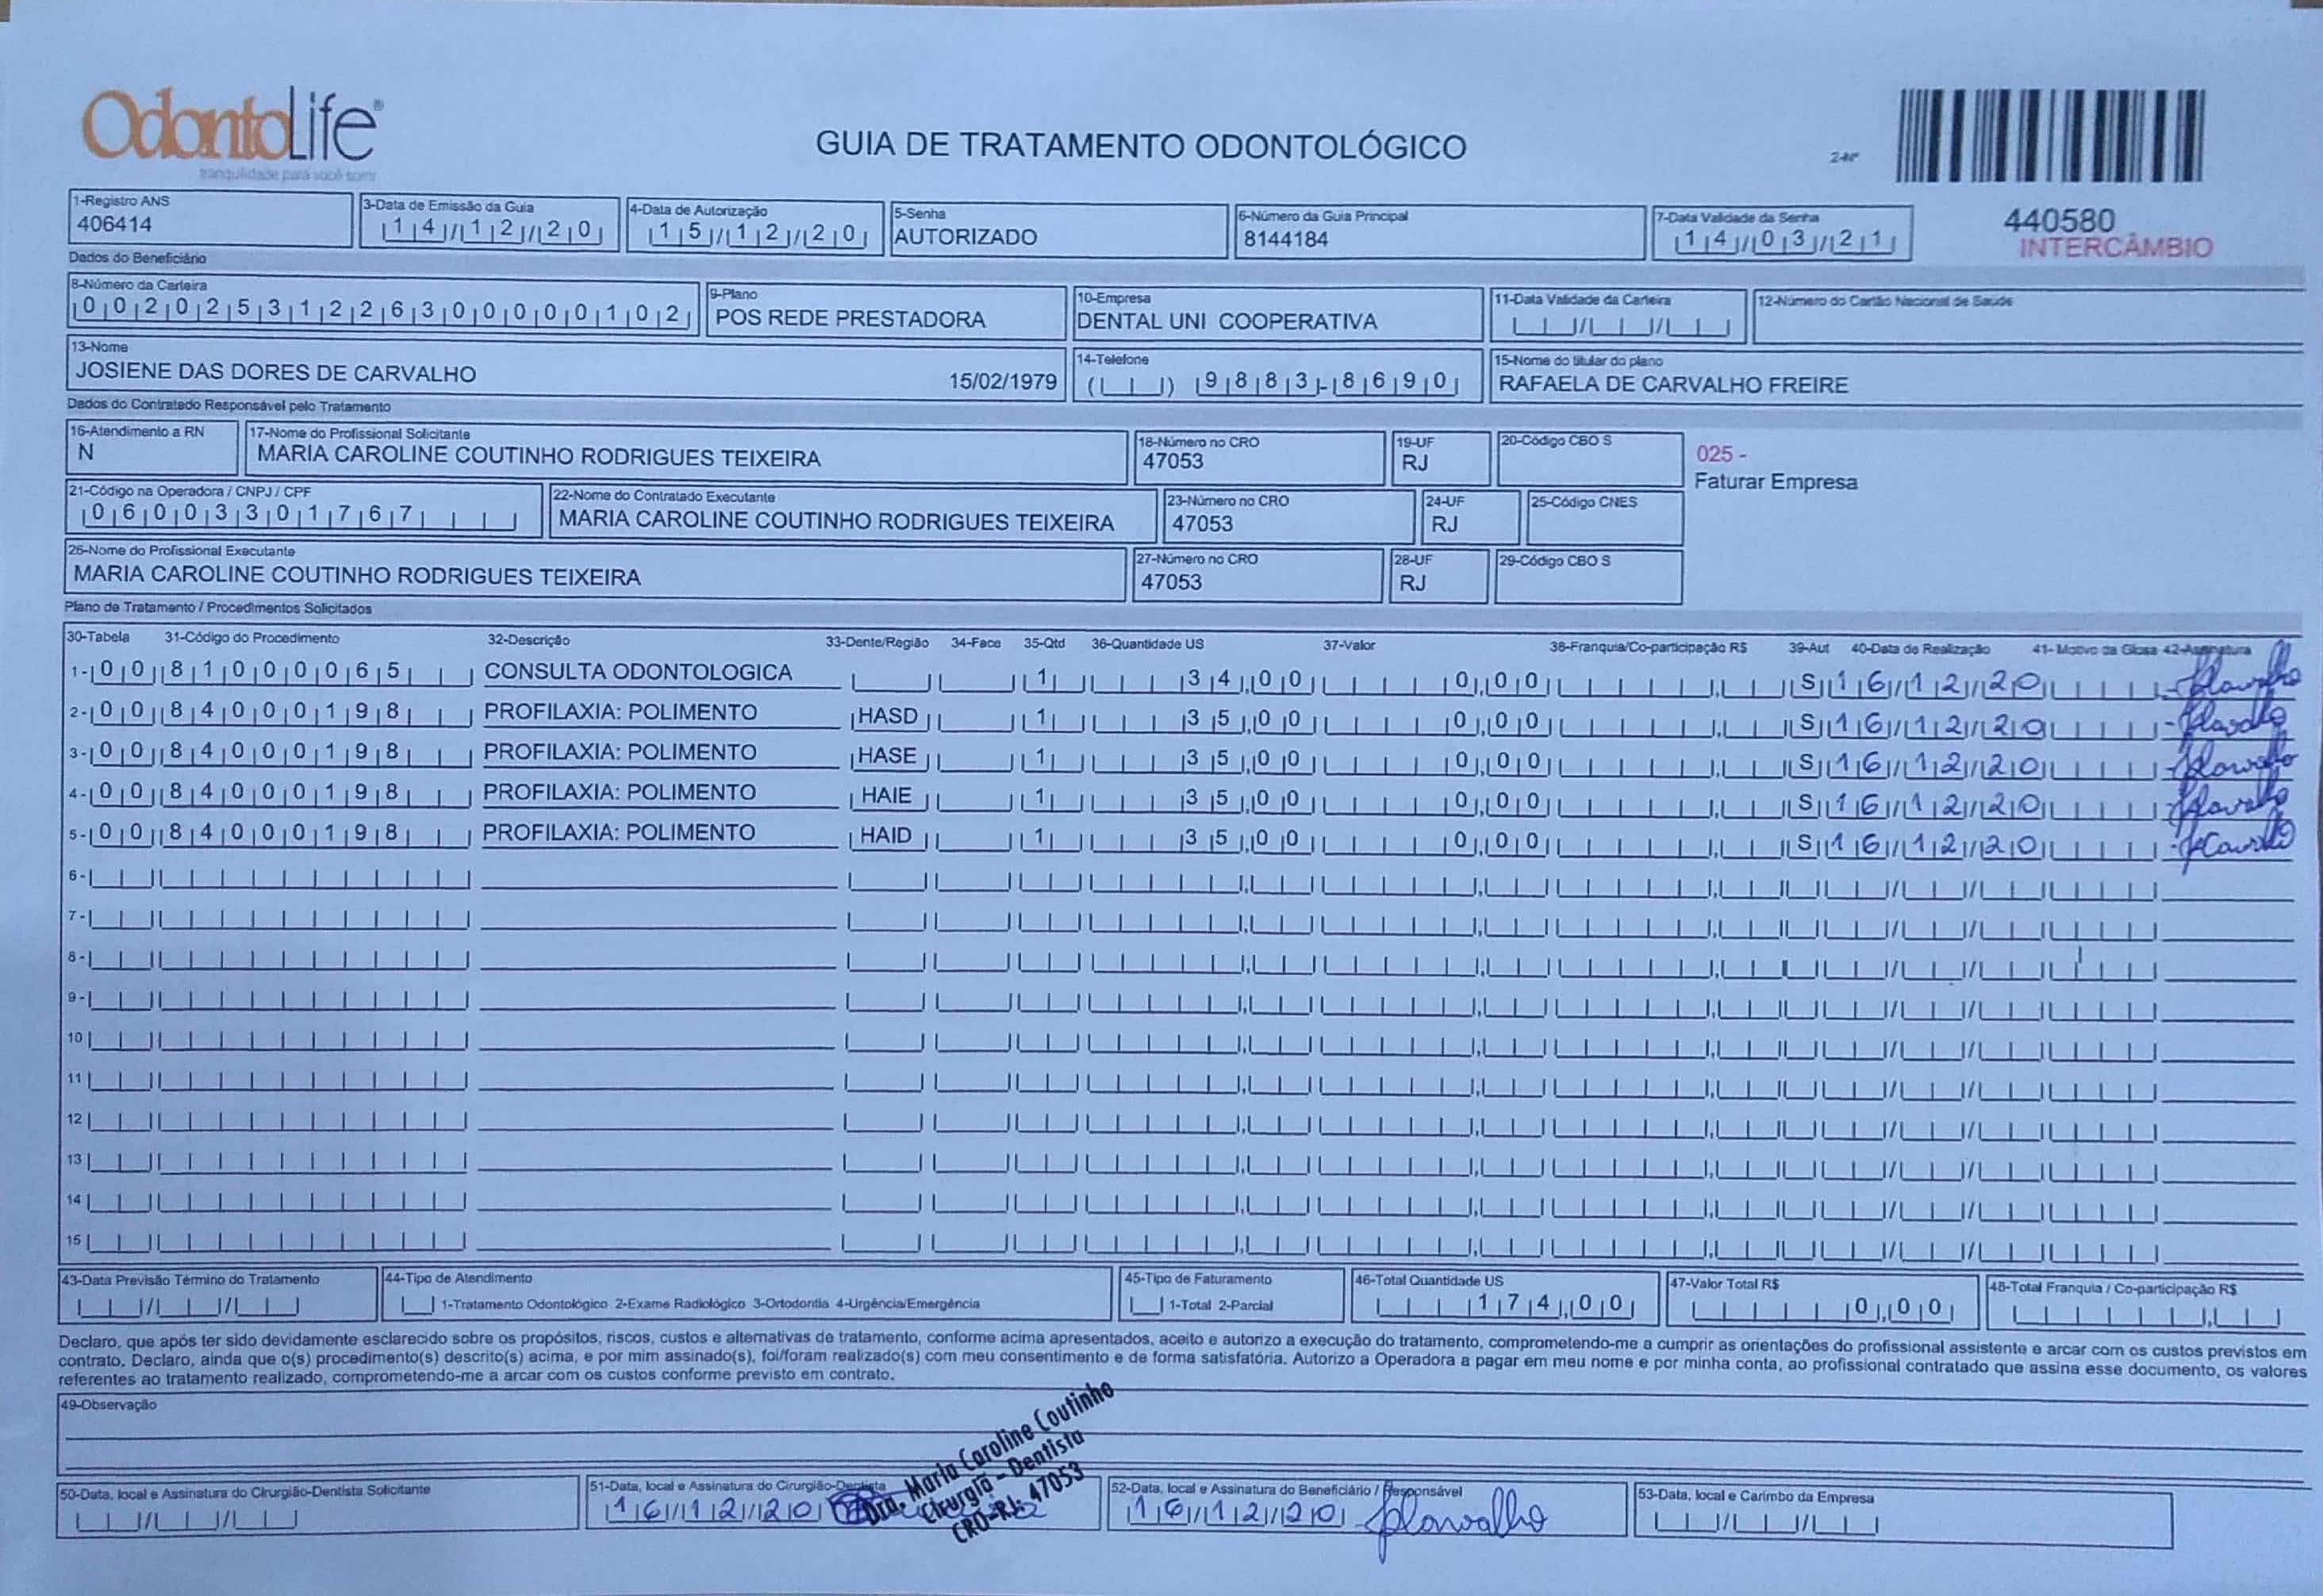 OdontoLife®
tranquilidade para você sorrir
GUIA DE TRATAMENTO ODONTOLÓGICO
2-Nº
440580
INTERCÂMBIO
1-Registro ANS
406414
3-Data de Emissão da Guia
14/12/20
4-Data de Autorização
15/12/20
5-Senha
AUTORIZADO
6-Número da Guia Principal
8144184
7-Data Validade da Senha
14/03/21
Dados do Beneficiário
8-Número da Carteira
00202531226300000102
9-Plano
POS REDE PRESTADORA
10-Empresa
DENTAL UNI COOPERATIVA
11-Data Validade da Carteira
12-Número do Cartão Nacional de Saúde
13-Nome
JOSIENE DAS DORES DE CARVALHO 15/02/1979
14-Telefone
( ) 9883-8690
15-Nome do titular do plano
RAFAELA DE CARVALHO FREIRE
Dados do Contratado Responsável pelo Tratamento
16-Atendimento a RN
N
17-Nome do Profissional Solicitante
MARIA CAROLINE COUTINHO RODRIGUES TEIXEIRA
18-Número no CRO
47053
19-UF
RJ
20-Código CBO S
025 -
Faturar Empresa
21-Código na Operadora / CNPJ / CPF
06003301767
22-Nome do Contratado Executante
MARIA CAROLINE COUTINHO RODRIGUES TEIXEIRA
23-Número no CRO
47053
24-UF
RJ
25-Código CNES
26-Nome do Profissional Executante
MARIA CAROLINE COUTINHO RODRIGUES TEIXEIRA
27-Número no CRO
47053
28-UF
RJ
29-Código CBO S
Plano de Tratamento / Procedimentos Solicitados
30-Tabela 31-Código do Procedimento 32-Descrição 33-Dente/Região 34-Face 35-Qtd 36-Quantidade US 37-Valor 38-Franquia/Co-participação R$ 39-Aut 40-Data de Realização 41- Motivo da Glosa 42-Assinatura
1- 00 81000065 CONSULTA ODONTOLOGICA 1 34,00 0,00 S 16/12/20
2- 00 84000198 PROFILAXIA: POLIMENTO HASD 1 35,00 0,00 S 16/12/20
3- 00 84000198 PROFILAXIA: POLIMENTO HASE 1 35,00 0,00 S 16/12/20
4- 00 84000198 PROFILAXIA: POLIMENTO HAIE 1 35,00 0,00 S 16/12/20
5- 00 84000198 PROFILAXIA: POLIMENTO HAID 1 35,00 0,00 S 16/12/20
6-
7-
8-
9-
10
11
12
13
14
15
43-Data Previsão Término do Tratamento
44-Tipo de Atendimento
1-Tratamento Odontológico 2-Exame Radiológico 3-Ortodontia 4-Urgência/Emergência
45-Tipo de Faturamento
1-Total 2-Parcial
46-Total Quantidade US
174,00
47-Valor Total R$
0,00
48-Total Franquia / Co-participação R$
Declaro, que após ter sido devidamente esclarecido sobre os propósitos, riscos, custos e alternativas de tratamento, conforme acima apresentados, aceito e autorizo a execução do tratamento, comprometendo-me a cumprir as orientações do profissional assistente e arcar com os custos previstos em
contrato. Declaro, ainda que o(s) procedimento(s) descrito(s) acima, e por mim assinado(s), foi/foram realizado(s) com meu consentimento e de forma satisfatória. Autorizo a Operadora a pagar em meu nome e por minha conta, ao profissional contratado que assina esse documento, os valores
referentes ao tratamento realizado, comprometendo-me a arcar com os custos conforme previsto em contrato.
49-Observação
50-Data, local e Assinatura do Cirurgião-Dentista Solicitante
51-Data, local e Assinatura do Cirurgião-Dentista
16/12/20
Dra. Maria Caroline Coutinho
Cirurgiã - Dentista
CRO-RJ: 47053
52-Data, local e Assinatura do Beneficiário / Responsável
16/12/20 JCarvalho
53-Data, local e Carimbo da Empresa